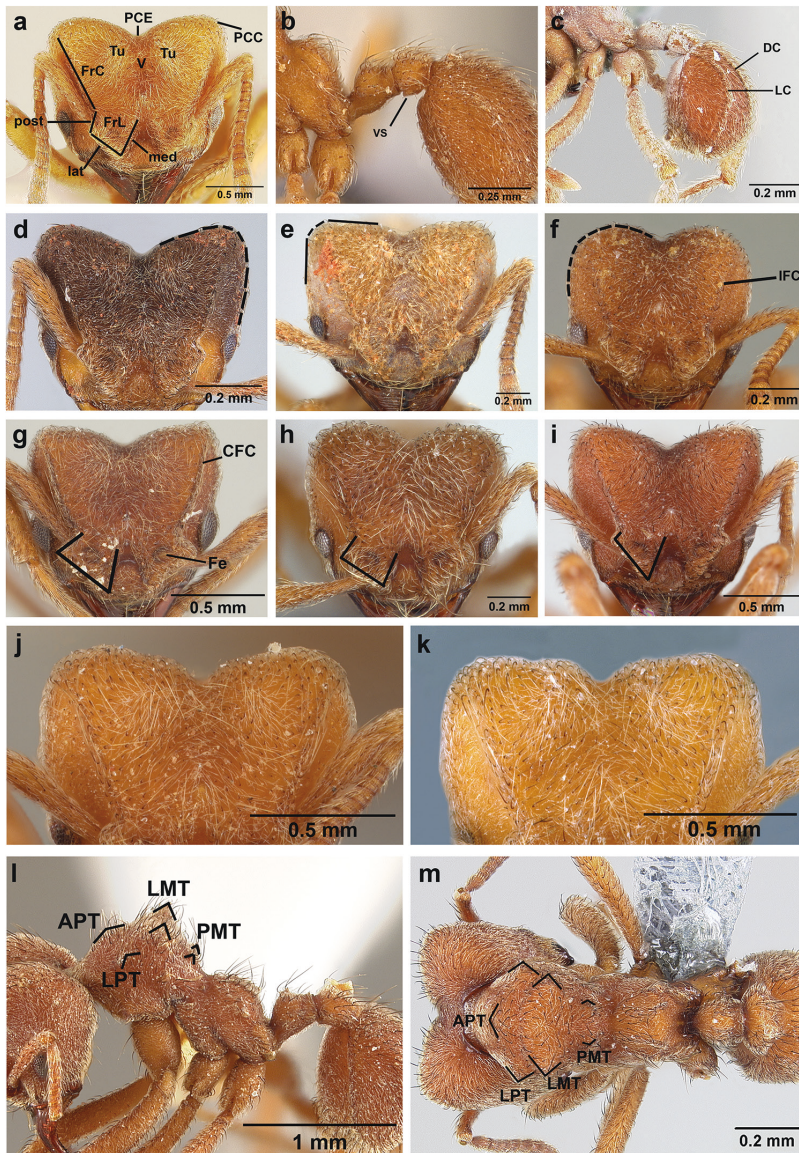 a
PCE
PCC
Tu
Tu
V
FrC
FrL
post
lat
med
0.5 mm
b
vs
0.25 mm
c
DC
LC
0.2 mm
d
0.2 mm
e
0.2 mm
f
IFC
0.2 mm
g
CFC
Fe
0.5 mm
h
0.2 mm
i
0.5 mm
j
0.5 mm
k
0.5 mm
l
LMT
APT
PMT
LPT
1 mm
m
APT
PMT
LMT
LPT
0.2 mm